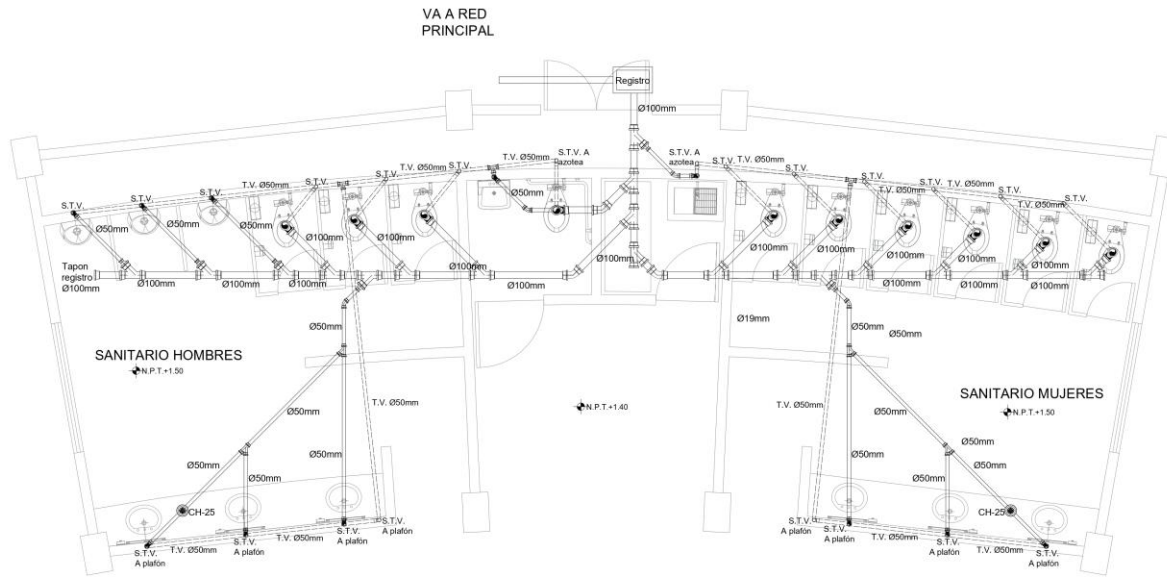 VA A RED
PRINCIPAL
Registro
Ø100mm
S.T.V. A
azotea
S.T.V. A
azotea
T.V. Ø50mm
T.V. Ø50mm
S.T.V.
S.T.V.
T.V. Ø50mm
S.T.V.
T.V. Ø50mm
S.T.V.
S.T.V.
S.T.V.
S.T.V.
S.T.V.
S.T.V.
S.T.V.
S.T.V.
S.T.V.
S.T.V.
Ø50mm
Ø50mm
Ø50mm
Ø50mm
Ø100mm
Ø100mm
Ø100mm
Ø100mm
Ø100mm
Ø100mm
Ø100mm
Ø100mm
Ø100mm
Tapon
registro
Ø100mm
Ø100mm
Ø100mm
Ø100mm
Ø100mm
Ø100mm
Ø100mm
Ø100mm
Ø100mm
Ø100mm
Ø100mm
Ø50mm
Ø19mm
Ø50mm
Ø50mm
SANITARIO HOMBRES
N.P.T.+1.50
SANITARIO MUJERES
N.P.T.+1.50
N.P.T.+1.40
T.V. Ø50mm
T.V. Ø50mm
Ø50mm
Ø50mm
Ø50mm
Ø50mm
Ø50mm
Ø50mm
Ø50mm
Ø50mm
Ø50mm
Ø50mm
CH-25
CH-25
S.T.V.
A plafón
T.V. Ø50mm
S.T.V.
A plafón
T.V. Ø50mm
S.T.V.
A plafón
S.T.V.
A plafón
S.T.V.
A plafón
S.T.V.
A plafón
T.V. Ø50mm
S.T.V.
A plafón
T.V. Ø50mm
S.T.V.
A plafón